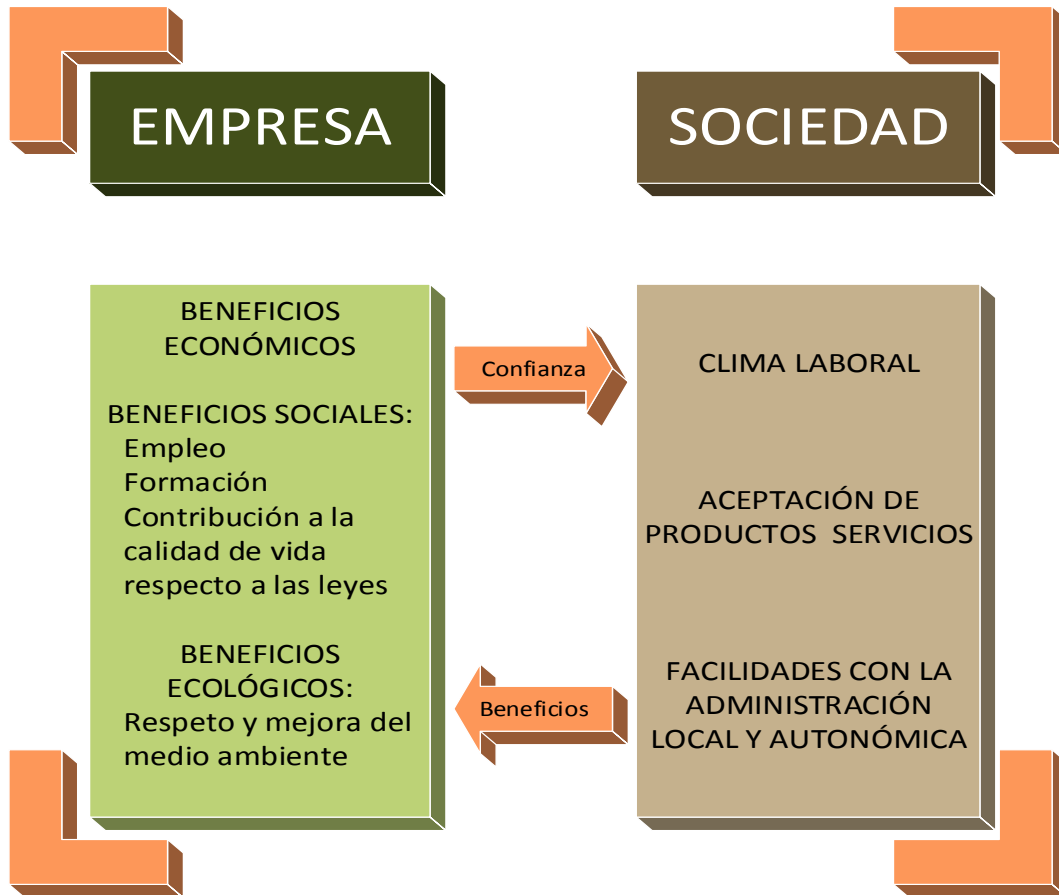 EMPRESA
SOCIEDAD
BENEFICIOS
ECONÓMICOS
BENEFICIOS SOCIALES:
Empleo
Formación
Contribución a la
calidad de vida
respecto a las leyes
BENEFICIOS
ECOLÓGICOS:
Respeto y mejora del
medio ambiente
Confianza
Beneficios
CLIMA LABORAL
ACEPTACIÓN DE
PRODUCTOS SERVICIOS
FACILIDADES CON LA
ADMINISTRACIÓN
LOCAL Y AUTONÓMICA